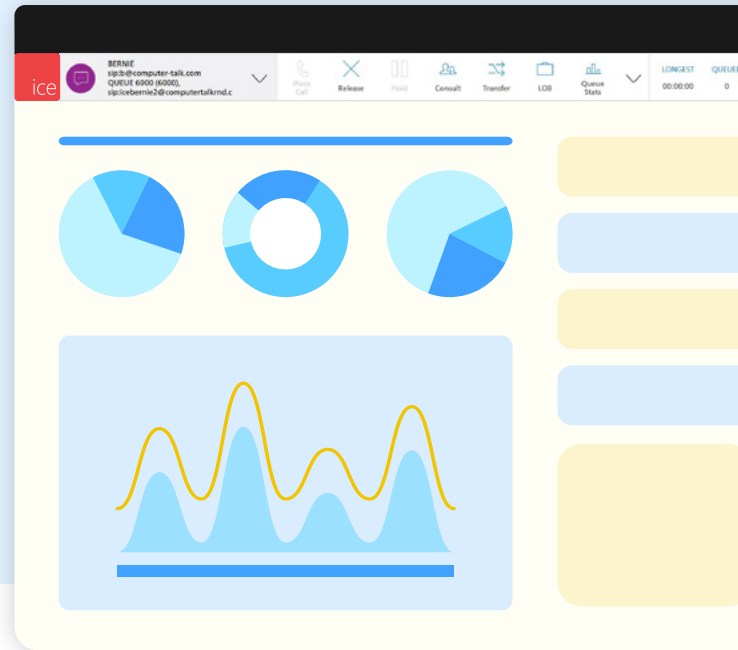 ice
BERNIE
sip:b@computer-talk.com
QUEUE 6000 (6000),
sip:icebernie2@computertalkrnd.c
Place
Call
Release
Hold
Consult
Transfer
LOB
Queue
Stats
LONGEST
00:00:00
QUEUE
0